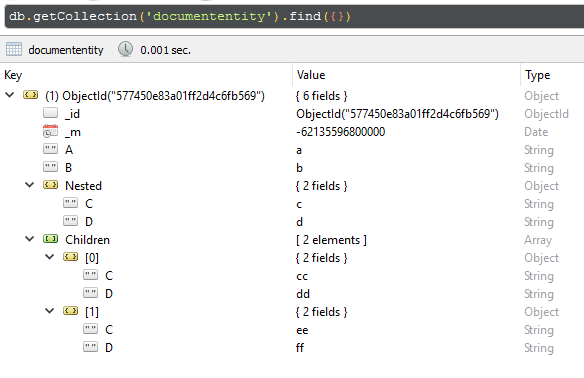 db.getCollection('documententity').find({})
documententity 0.001 sec.
Key Value Type
(1) ObjectId("577450e83a01ff2d4c6fb569") { 6 fields } Object
_id ObjectId("577450e83a01ff2d4c6fb569") ObjectId
_m -62135596800000 Date
" " A a String
" " B b String
Nested { 2 fields } Object
" " C c String
" " D d String
Children [ 2 elements ] Array
[0] { 2 fields } Object
" " C cc String
" " D dd String
[1] { 2 fields } Object
" " C ee String
" " D ff String